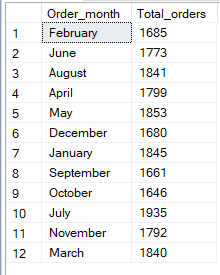 Order_month Total_orders
1 February 1685
2 June 1773
3 August 1841
4 April 1799
5 May 1853
6 December 1680
7 January 1845
8 September 1661
9 October 1646
10 July 1935
11 November 1792
12 March 1840